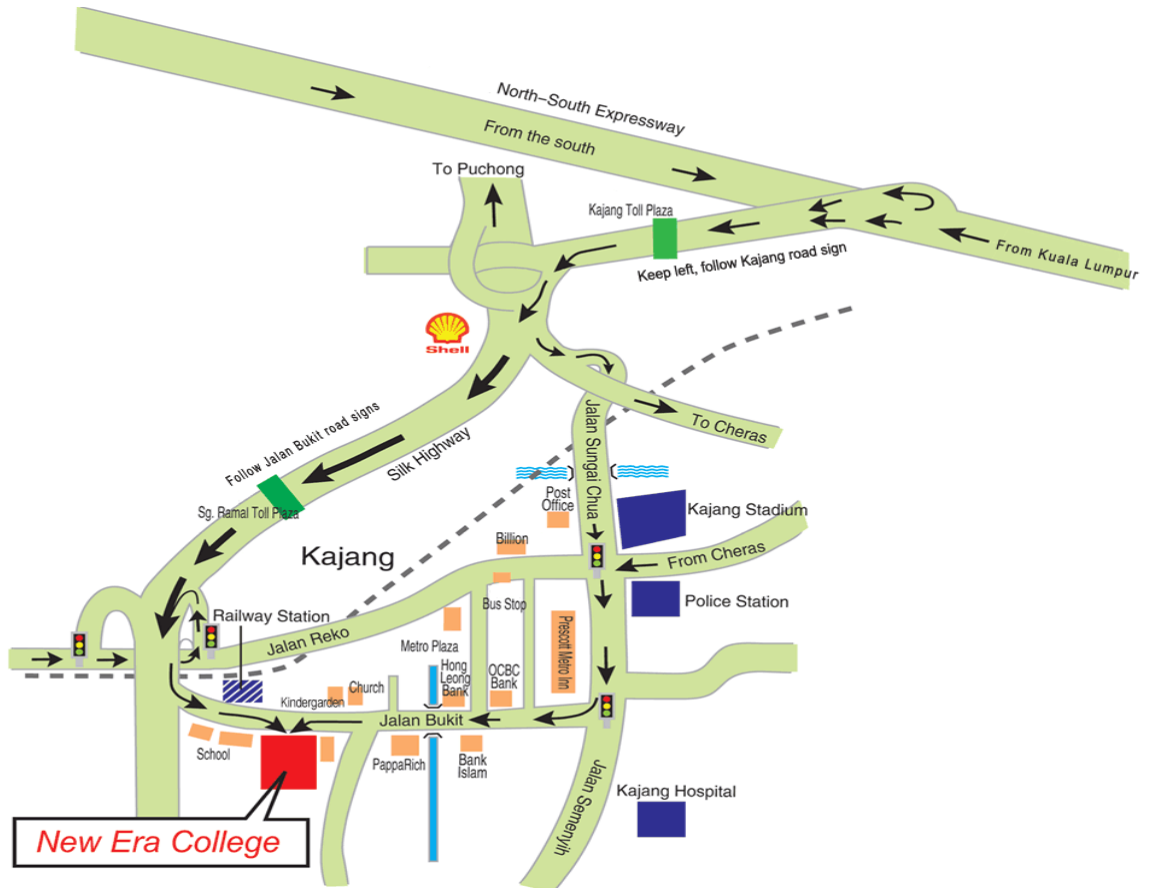 North–South Expressway
From the south
To Puchong
Kajang Toll Plaza
From Kuala Lumpur
Keep left, follow Kajang road sign
Shell
Follow Jalan Bukit road signs
Silk Highway
To Cheras
Jalan Sungai Chua
Sg. Ramal Toll Plaza
Post
Office
Kajang Stadium
Billion
Kajang
From Cheras
Bus Stop
Police Station
Railway Station
Jalan Reko
Metro Plaza
Prescott Metro Inn
Hong
Leong
Bank
OCBC
Bank
Kindergarden
Church
Jalan Bukit
School
PappaRich
Bank
Islam
Jalan Semenyih
Kajang Hospital
New Era College